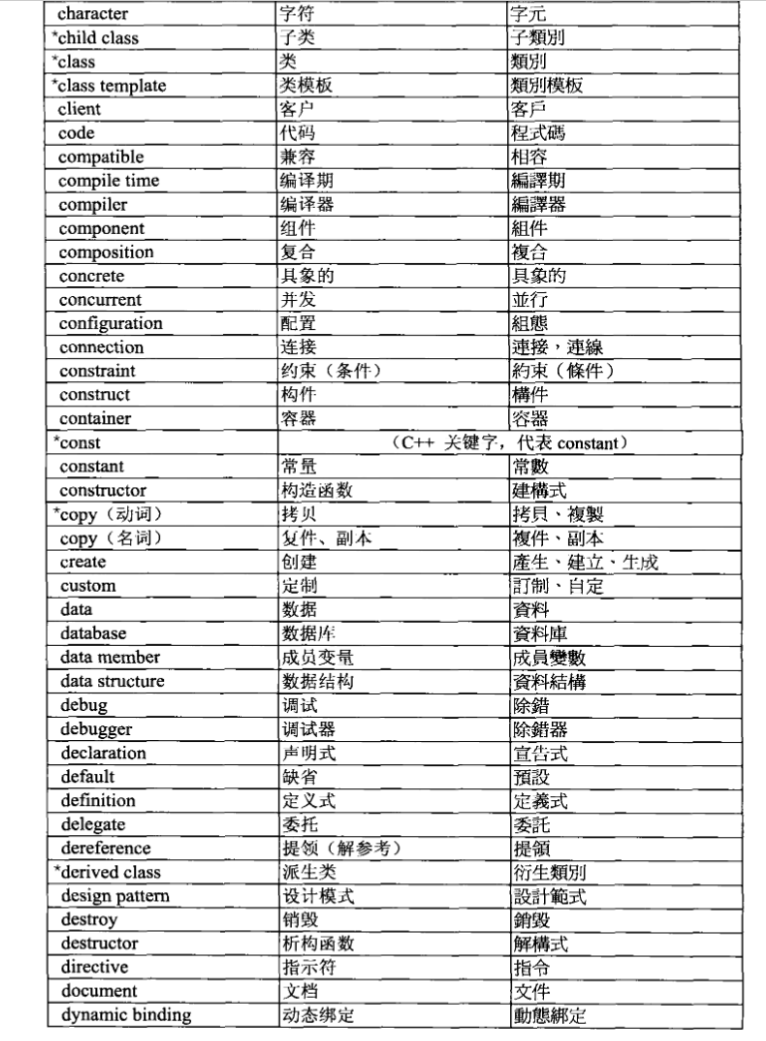 character 字符 字元
*child class 子类 子類別
*class 类 類別
*class template 类模板 類別模板
client 客户 客戶
code 代码 程式碼
compatible 兼容 相容
compile time 编译期 編譯期
compiler 编译器 編譯器
component 组件 組件
composition 复合 複合
concrete 具象的 具象的
concurrent 并发 並行
configuration 配置 組態
connection 连接 連接，連線
constraint 约束（条件） 約束（條件）
construct 构件 構件
container 容器 容器
*const （C++ 关键字，代表 constant）
constant 常量 常數
constructor 构造函数 建構式
*copy（动词） 拷贝 拷貝、複製
copy（名词） 复件、副本 複件、副本
create 创建 產生、建立、生成
custom 定制 訂制、自定
data 数据 資料
database 数据库 資料庫
data member 成员变量 成員變數
data structure 数据结构 資料結構
debug 调试 除錯
debugger 调试器 除錯器
declaration 声明式 宣告式
default 缺省 預設
definition 定义式 定義式
delegate 委托 委託
dereference 提领（解参考） 提領
*derived class 派生类 衍生類別
design pattern 设计模式 設計範式
destroy 销毁 銷毀
destructor 析构函数 解構式
directive 指示符 指令
document 文档 文件
dynamic binding 动态绑定 動態綁定